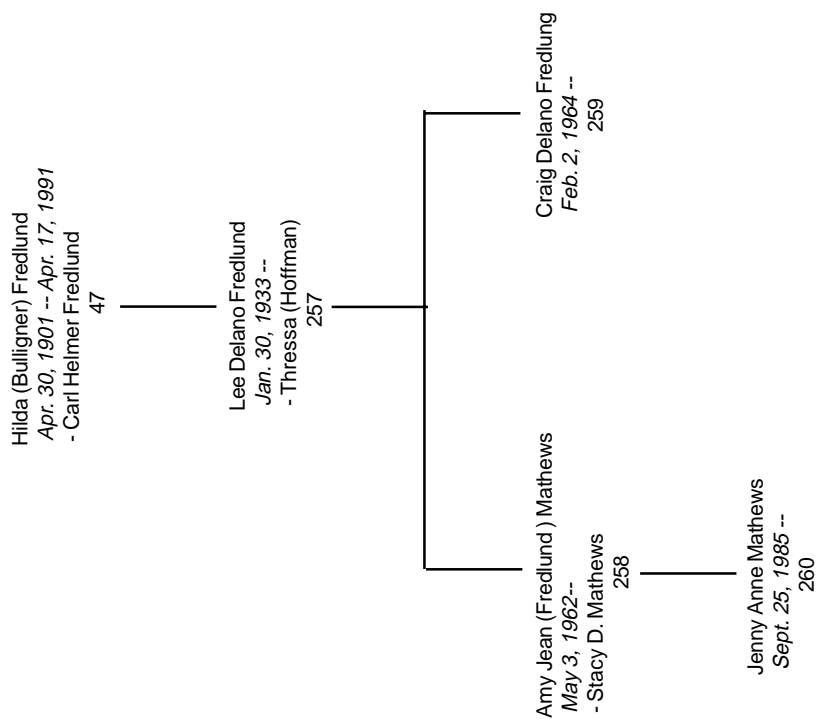 Hilda (Bulligner) Fredlund
Apr. 30, 1901 -- Apr. 17, 1991
- Carl Helmer Fredlund
47
Lee Delano Fredlund
Jan. 30, 1933 --
- Thressa (Hoffman)
257
Amy Jean (Fredlund ) Mathews
May 3, 1962--
- Stacy D. Mathews
258
Craig Delano Fredlung
Feb. 2, 1964 --
259
Jenny Anne Mathews
Sept. 25, 1985 --
260